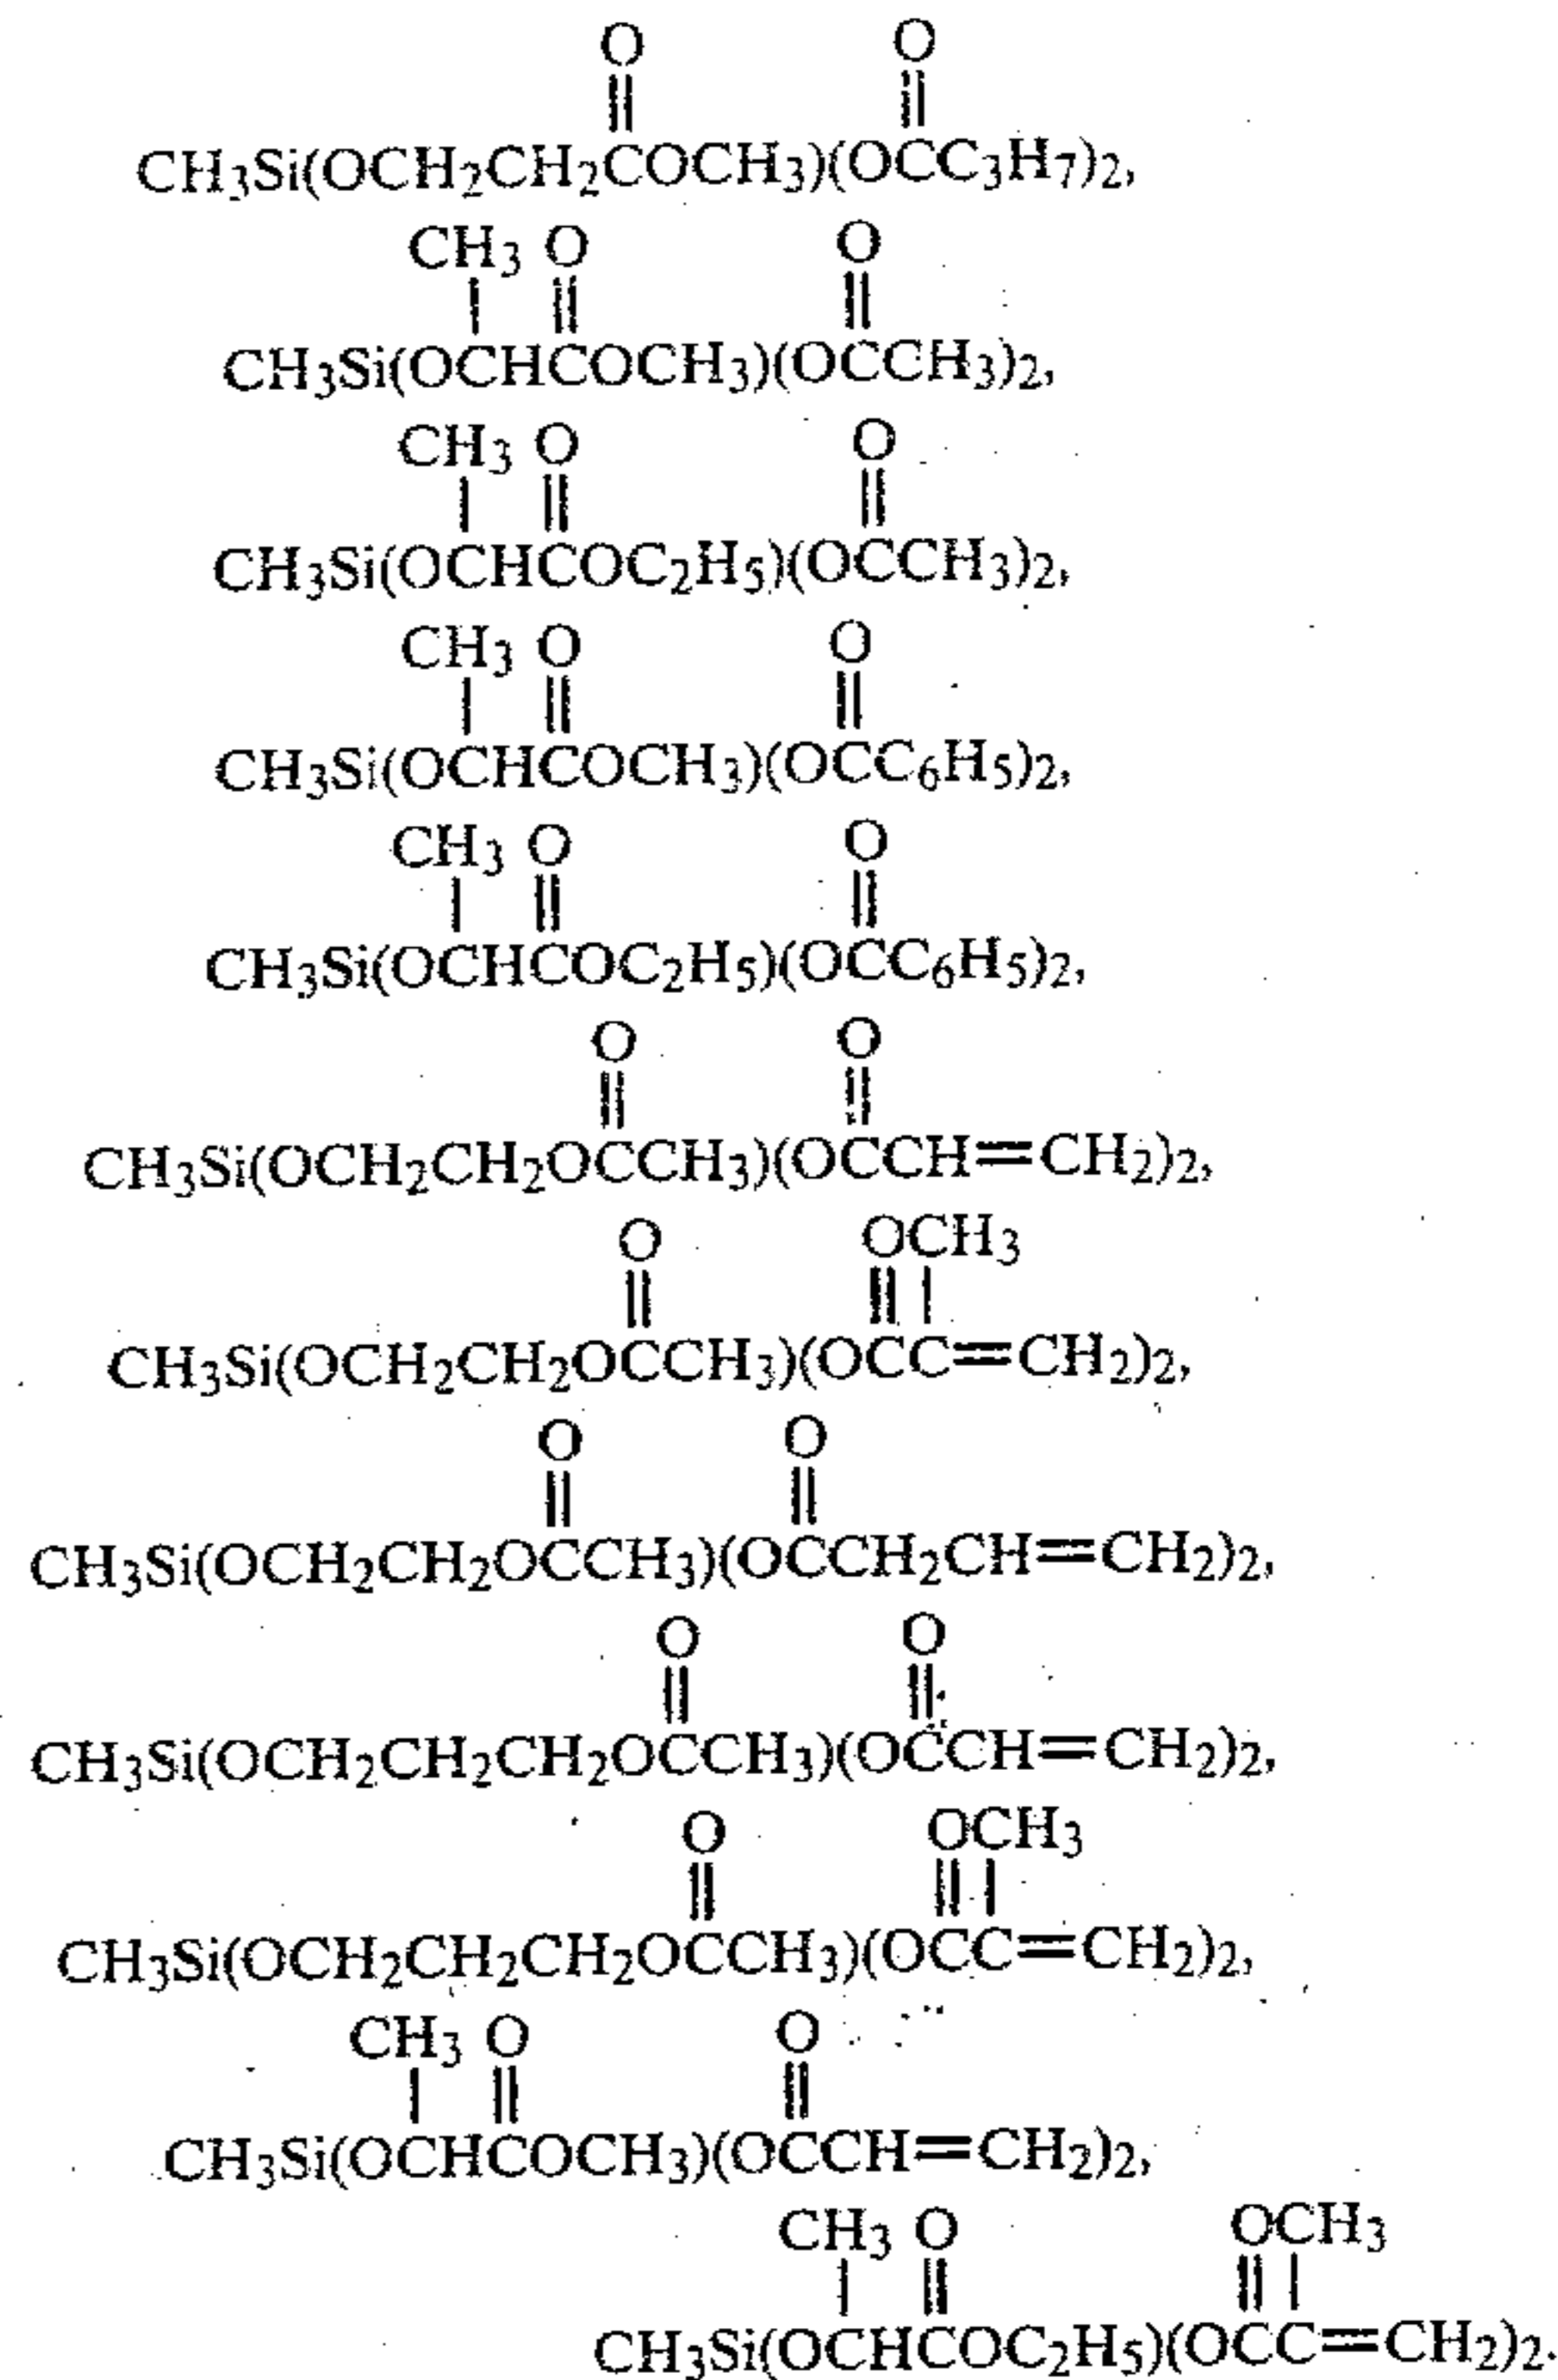 O O
|| ||
CH3Si(OCH2CH2COCH3)(OCC3H7)2,
CH3 O O
| || ||
CH3Si(OCHCOCH3)(OCCH3)2,
CH3 O O
| || ||
CH3Si(OCHCOC2H5)(OCCH3)2,
CH3 O O
| || ||
CH3Si(OCHCOCH3)(OCC6H5)2,
CH3 O O
| || ||
CH3Si(OCHCOC2H5)(OCC6H5)2,
O O
|| ||
CH3Si(OCH2CH2OCCH3)(OCCH=CH2)2,
O OCH3
|| || |
CH3Si(OCH2CH2OCCH3)(OCC=CH2)2,
O O
|| ||
CH3Si(OCH2CH2OCCH3)(OCCH2CH=CH2)2,
O O
|| ||
CH3Si(OCH2CH2CH2OCCH3)(OCCH=CH2)2,
O OCH3
|| || |
CH3Si(OCH2CH2CH2OCCH3)(OCC=CH2)2,
CH3 O O
| || ||
CH3Si(OCHCOCH3)(OCCH=CH2)2,
CH3 O OCH3
| || || |
CH3Si(OCHCOC2H5)(OCC=CH2)2.